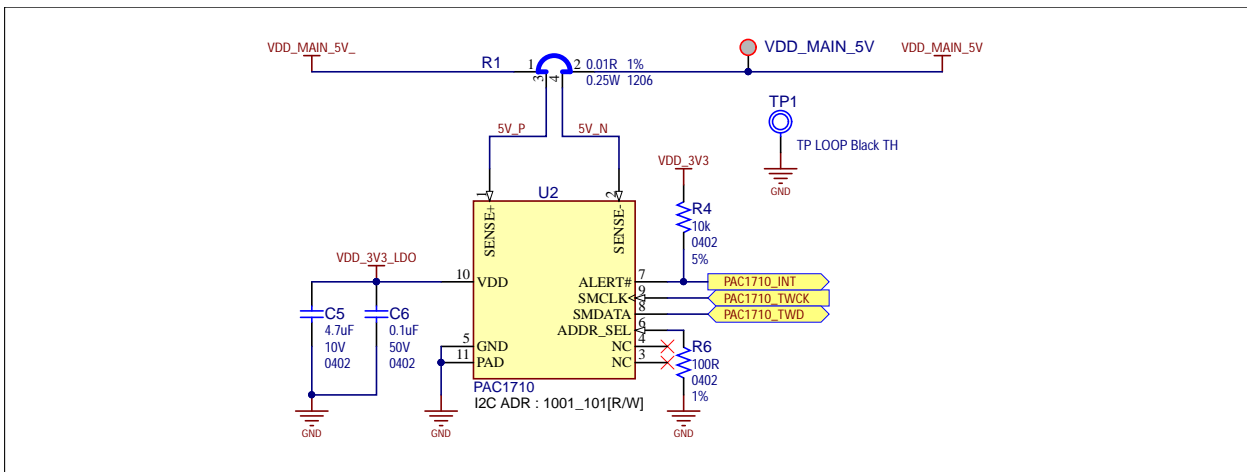 VDD_MAIN_5V_
R1
1
2
0.01R 1%
0.25W 1206
3
4
VDD_MAIN_5V
VDD_MAIN_5V
TP1
TP LOOP Black TH
GND
5V_P
5V_N
VDD_3V3
R4
10k
0402
5%
U2
1
SENSE+
2
SENSE-
VDD_3V3_LDO
10
VDD
ALERT#
7
PAC1710_INT
SMCLK
9
PAC1710_TWCK
SMDATA
8
PAC1710_TWD
ADDR_SEL
6
C5
4.7uF
10V
0402
C6
0.1uF
50V
0402
5
GND
NC
4
11
PAD
NC
3
R6
100R
0402
1%
PAC1710
I2C ADR : 1001_101[R/W]
GND
GND
GND